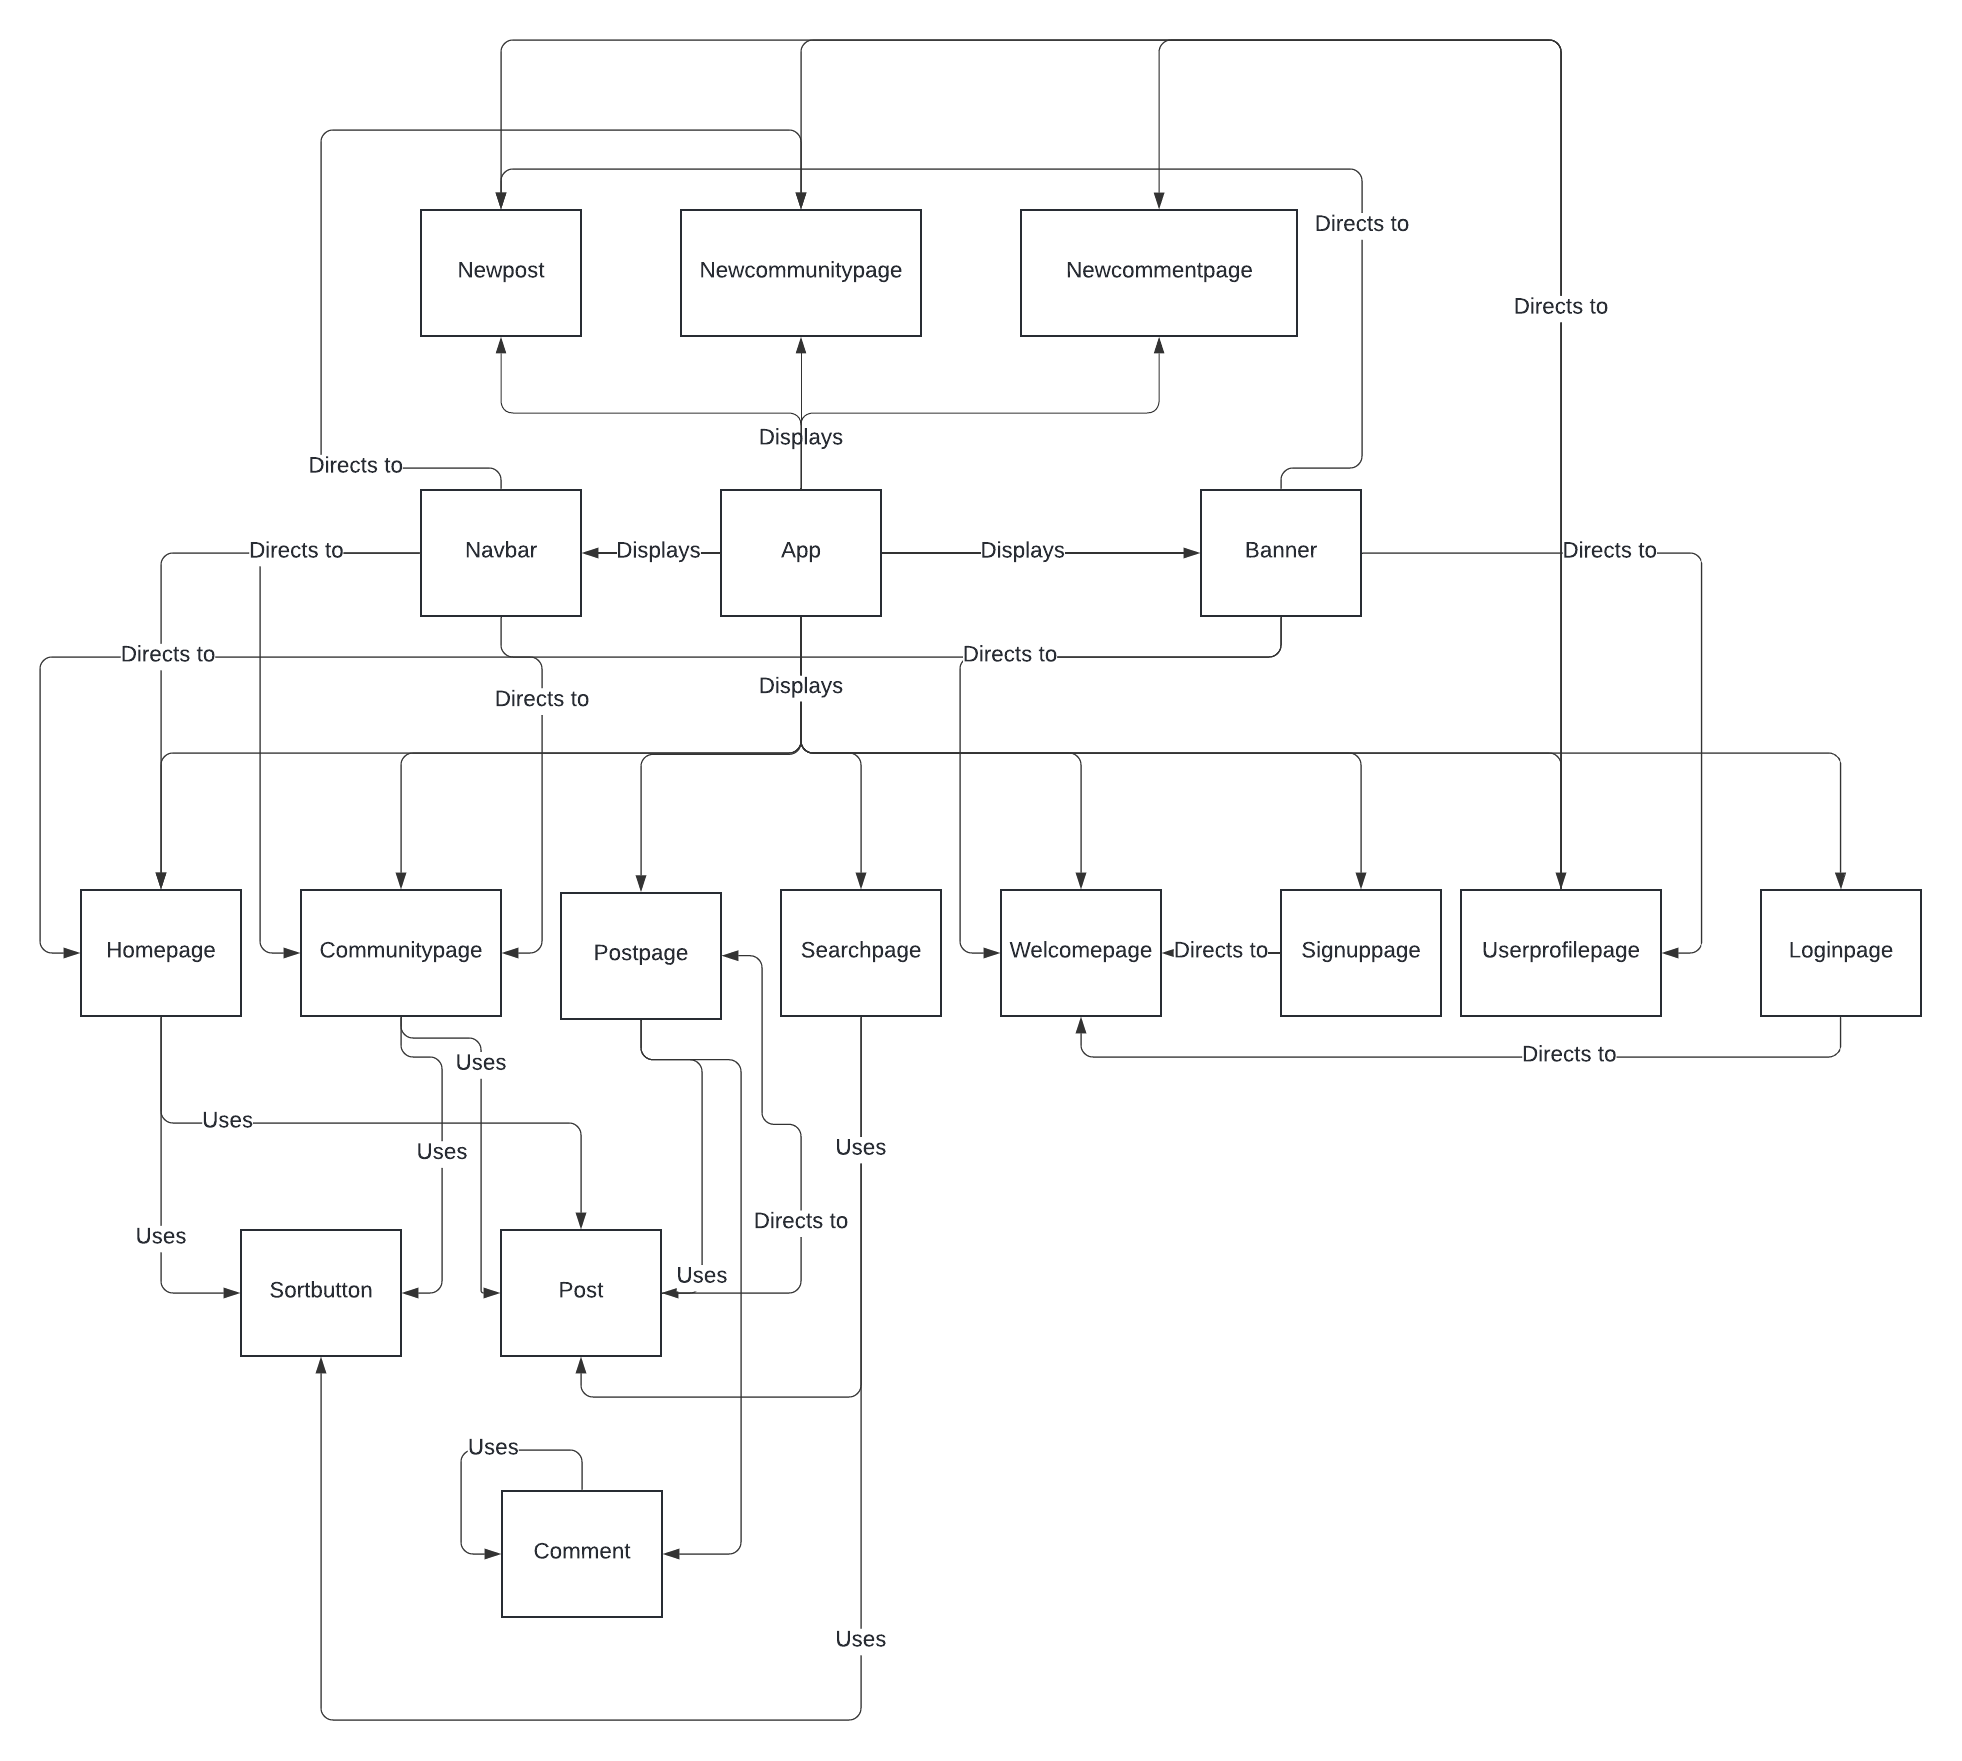 Directs to
Newpost
Newcommunitypage
Newcommentpage
Directs to
Displays
Directs to
Navbar
Displays
App
Displays
Banner
Directs to
Directs to
Directs to
Directs to
Directs to
Displays
Homepage
Communitypage
Postpage
Searchpage
Welcomepage
Directs to
Signuppage
Userprofilepage
Loginpage
Directs to
Uses
Uses
Uses
Uses
Directs to
Uses
Sortbutton
Post
Uses
Uses
Comment
Uses